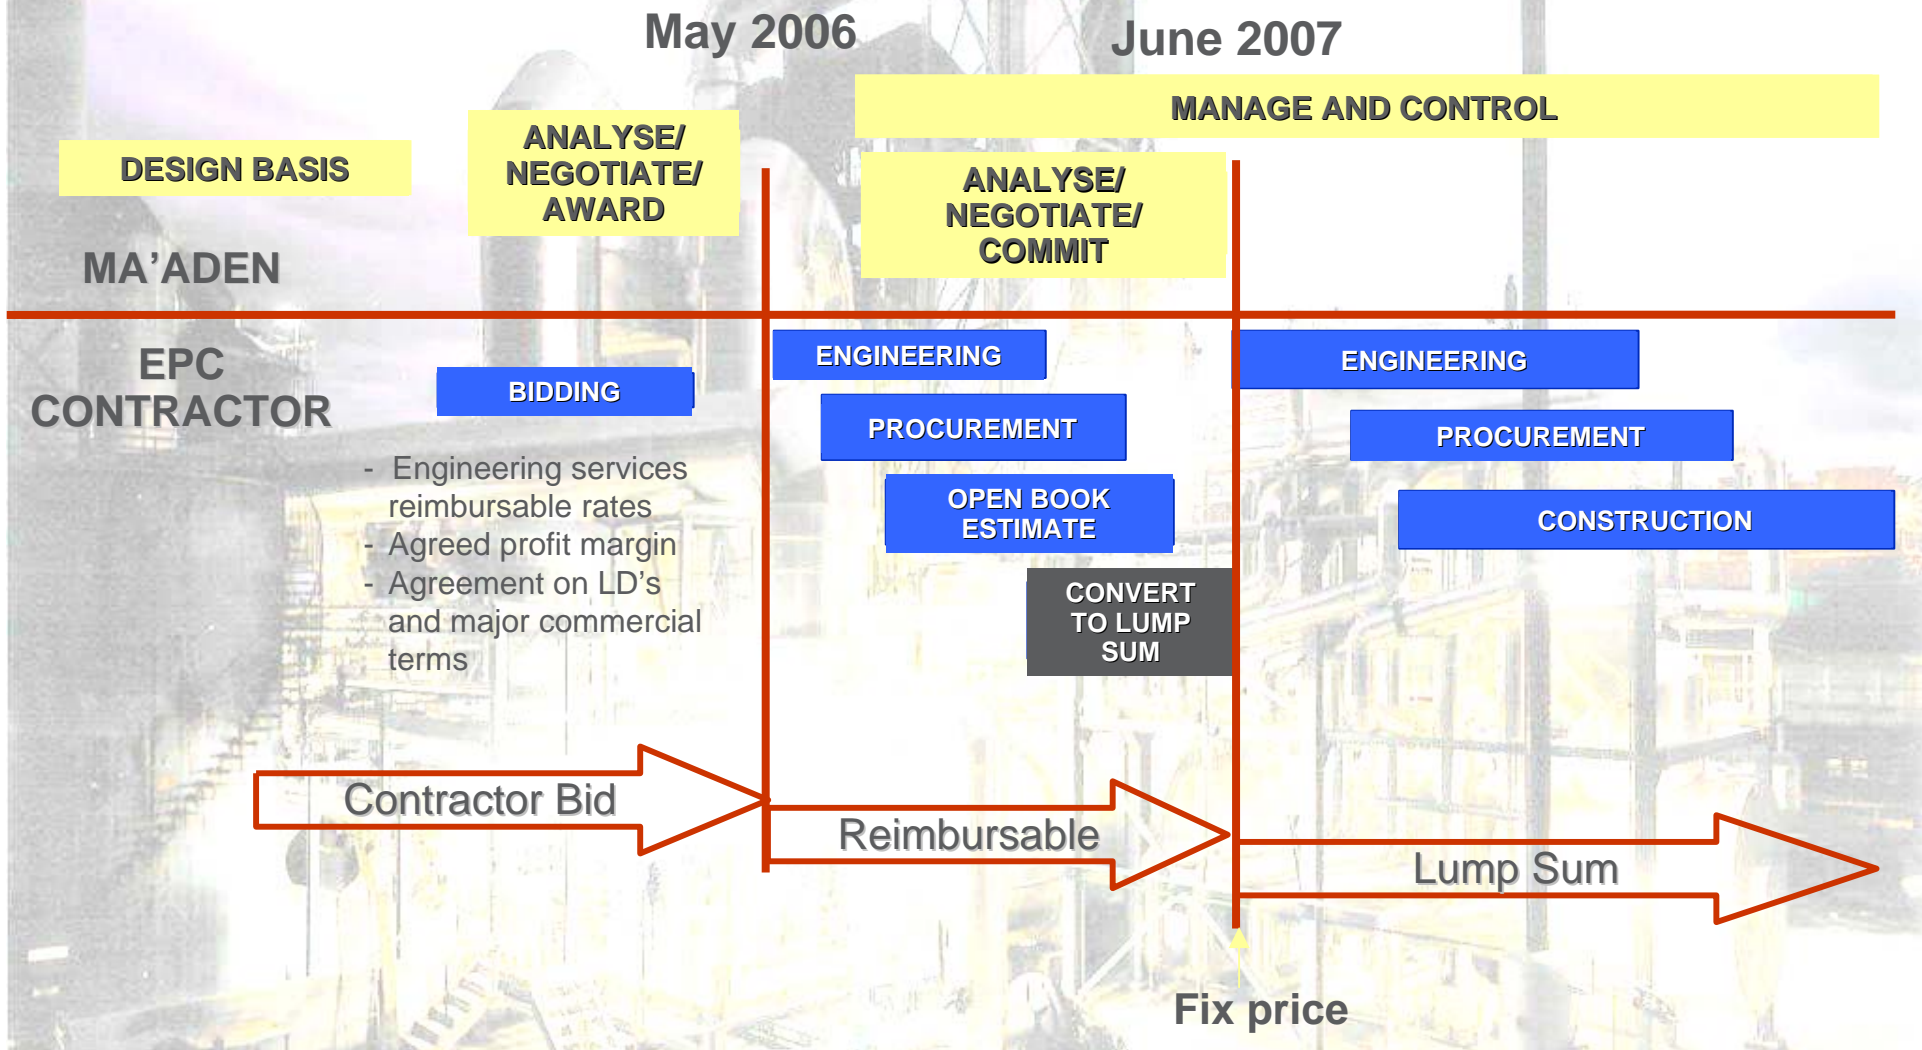 May 2006
June 2007
MANAGE AND CONTROL
DESIGN BASIS
ANALYSE/
NEGOTIATE/
AWARD
ANALYSE/
NEGOTIATE/
COMMIT
MA’ADEN
EPC
CONTRACTOR
BIDDING
ENGINEERING
PROCUREMENT
OPEN BOOK
ESTIMATE
CONVERT
TO LUMP
SUM
ENGINEERING
PROCUREMENT
CONSTRUCTION
- Engineering services
reimbursable rates
- Agreed profit margin
- Agreement on LD’s
and major commercial
terms
Contractor Bid
Reimbursable
Lump Sum
Fix price